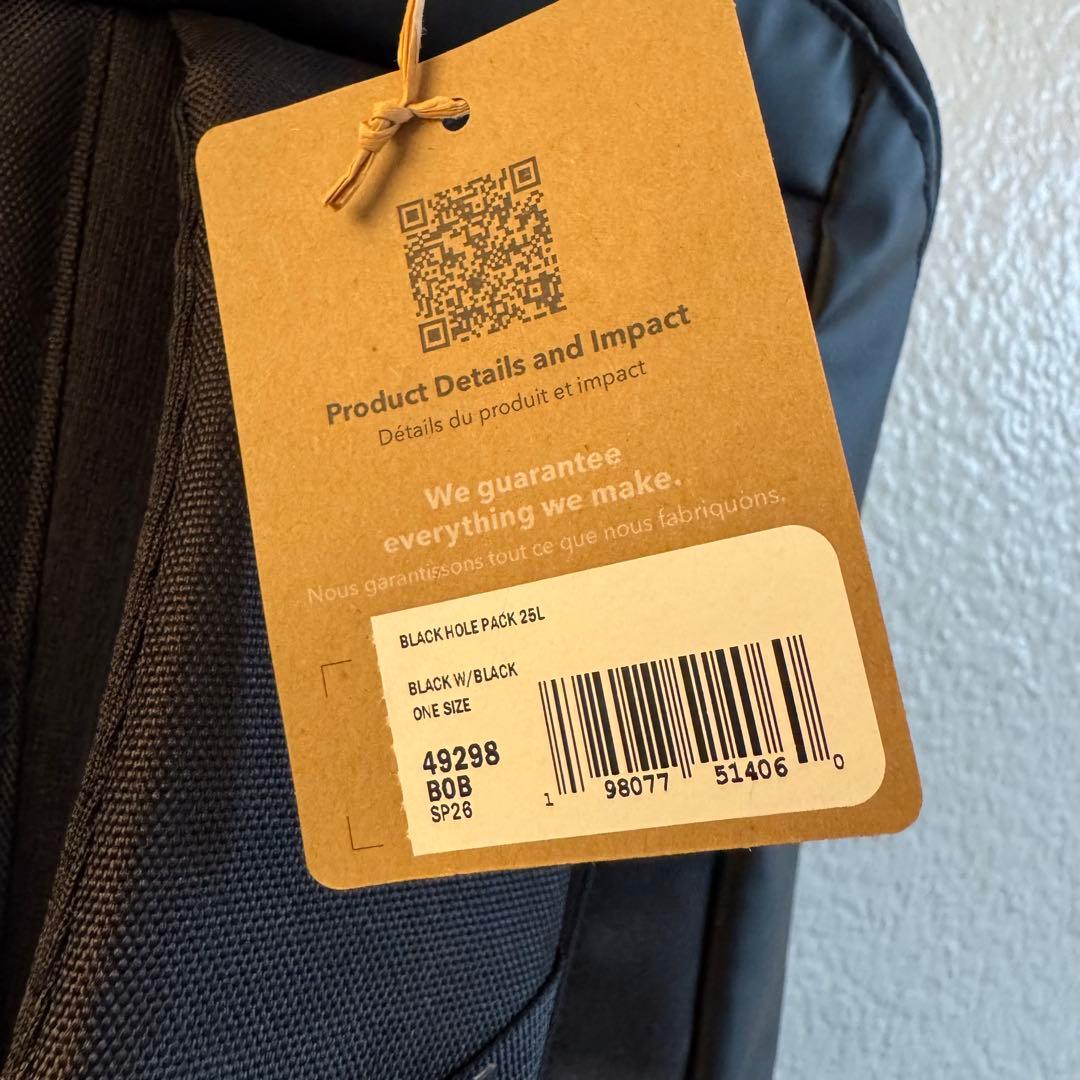 Product Details and Impact
Détails du produit et impact
We guarantee
everything we make.
Nous garantissons tout ce que nous fabriquons.
BLACK HOLE PACK 25L
BLACK W/BLACK
ONE SIZE
49298
BOB
SP26
1 98077 51406 0